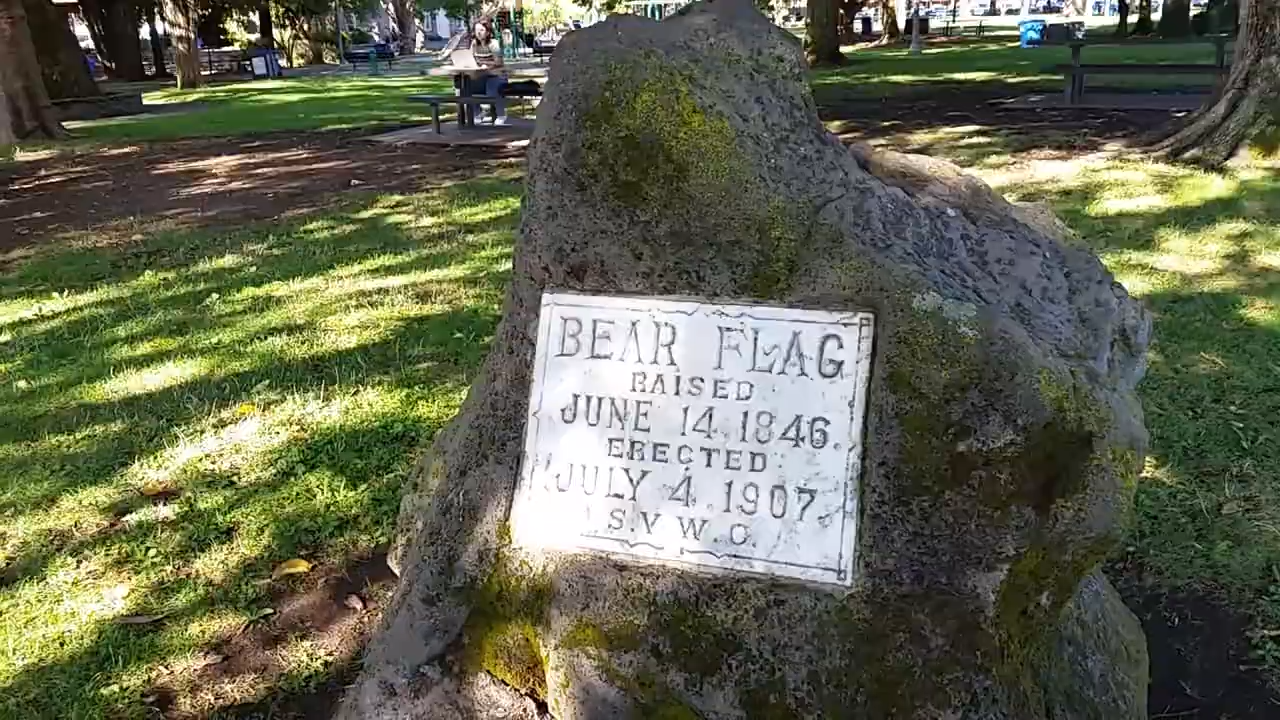 BEAR FLAG
RAISED
JUNE 14, 1846.
ERECTED
JULY 4, 1907.
S.V.W.C.